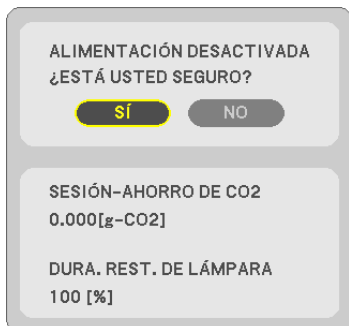 ALIMENTACIÓN DESACTIVADA
¿ESTÁ USTED SEGURO?
SÍ NO
SESIÓN-AHORRO DE CO2
0.000[g-CO2]
DURA. REST. DE LÁMPARA
100 [%]